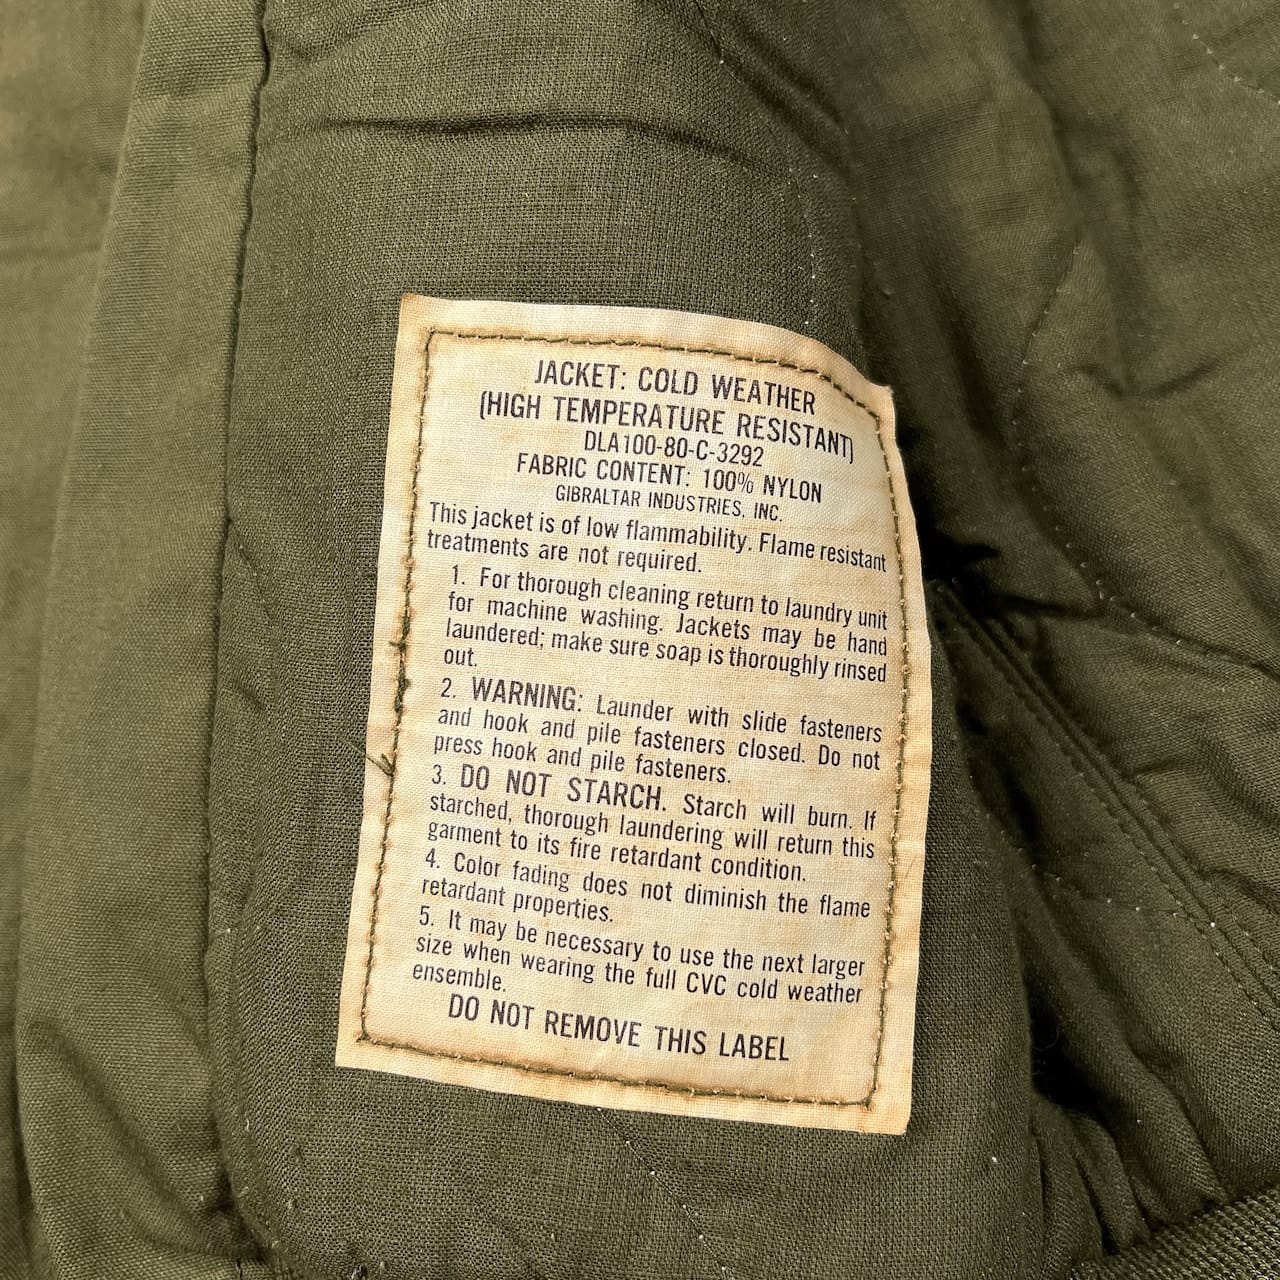 JACKET: COLD WEATHER
(HIGH TEMPERATURE RESISTANT)
DLA100-80-C-3292
FABRIC CONTENT: 100% NYLON
GIBRALTAR INDUSTRIES, INC.
This jacket is of low flammability. Flame resistant
treatments are not required.
1. For thorough cleaning return to laundry unit
for machine washing. Jackets may be hand
laundered; make sure soap is thoroughly rinsed
out.
2. WARNING: Launder with slide fasteners
and hook and pile fasteners closed. Do not
press hook and pile fasteners.
3. DO NOT STARCH. Starch will burn. If
starched, thorough laundering will return this
garment to its fire retardant condition.
4. Color fading does not diminish the flame
retardant properties.
5. It may be necessary to use the next larger
size when wearing the full CVC cold weather
ensemble.
DO NOT REMOVE THIS LABEL